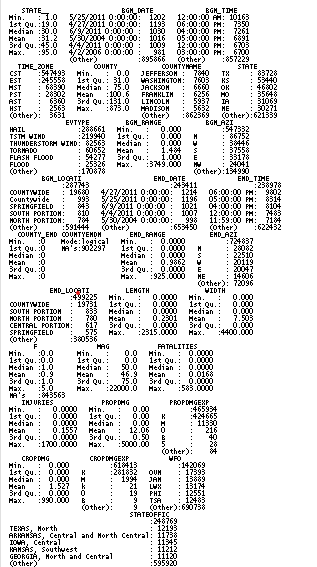 STATE__ BGN_DATE BGN_TIME
Min. : 1.0 5/25/2011 0:00:00: 1202 12:00:00 AM: 10163
1st Qu.:19.0 4/27/2011 0:00:00: 1193 06:00:00 PM: 7350
Median :30.0 6/9/2011 0:00:00 : 1030 04:00:00 PM: 7261
Mean :31.2 5/30/2004 0:00:00: 1016 05:00:00 PM: 6891
3rd Qu.:45.0 4/4/2011 0:00:00 : 1009 12:00:00 PM: 6703
Max. :95.0 4/2/2006 0:00:00 : 981 03:00:00 PM: 6700
(Other) :895866 (Other) :857229
TIME_ZONE COUNTY COUNTYNAME STATE
CST :547493 Min. : 0.0 JEFFERSON : 7840 TX : 83728
EST :245558 1st Qu.: 31.0 WASHINGTON: 7603 KS : 53440
MST : 68390 Median : 75.0 JACKSON : 6660 OK : 46802
PST : 28302 Mean :100.6 FRANKLIN : 6256 MO : 35648
AST : 6360 3rd Qu.:131.0 LINCOLN : 5937 IA : 31069
HST : 2563 Max. :873.0 MADISON : 5632 NE : 30271
(Other): 3631 (Other) :862369 (Other):621339
EVTYPE BGN_RANGE BGN_AZI
HAIL :288661 Min. : 0.000 :547332
TSTM WIND :219940 1st Qu.: 0.000 N : 86752
THUNDERSTORM WIND: 82563 Median : 0.000 W : 38446
TORNADO : 60652 Mean : 1.484 S : 37558
FLASH FLOOD : 54277 3rd Qu.: 1.000 E : 33178
FLOOD : 25326 Max. :3749.000 NW : 24041
(Other) :170878 (Other):134990
BGN_LOCATI END_DATE END_TIME
:287743 :243411 :238978
COUNTYWIDE : 19680 4/27/2011 0:00:00: 1214 06:00:00 PM: 9802
Countywide : 993 5/25/2011 0:00:00: 1196 05:00:00 PM: 8314
SPRINGFIELD : 843 6/9/2011 0:00:00 : 1021 04:00:00 PM: 8104
SOUTH PORTION: 810 4/4/2011 0:00:00 : 1007 12:00:00 PM: 7483
NORTH PORTION: 784 5/30/2004 0:00:00: 998 11:59:00 PM: 7184
(Other) :591444 (Other) :653450 (Other) :622432
COUNTY_END COUNTYENDN END_RANGE END_AZI
Min. :0 Mode:logical Min. : 0.0000 :724837
1st Qu.:0 NA's:902297 1st Qu.: 0.0000 N : 28082
Median :0 Median : 0.0000 S : 22510
Mean :0 Mean : 0.9862 W : 20119
3rd Qu.:0 3rd Qu.: 0.0000 E : 20047
Max. :0 Max. :925.0000 NE : 14606
(Other): 72096
END_LOCATI LENGTH WIDTH
:499225 Min. : 0.0000 Min. : 0.000
COUNTYWIDE : 19731 1st Qu.: 0.0000 1st Qu.: 0.000
SOUTH PORTION : 833 Median : 0.0000 Median : 0.000
NORTH PORTION : 780 Mean : 0.2301 Mean : 7.503
CENTRAL PORTION: 617 3rd Qu.: 0.0000 3rd Qu.: 0.000
SPRINGFIELD : 575 Max. :2315.0000 Max. :4400.000
(Other) :380536
F MAG FATALITIES
Min. :0.0 Min. : 0.0 Min. : 0.0000
1st Qu.:0.0 1st Qu.: 0.0 1st Qu.: 0.0000
Median :1.0 Median : 50.0 Median : 0.0000
Mean :0.9 Mean : 46.9 Mean : 0.0168
3rd Qu.:1.0 3rd Qu.: 75.0 3rd Qu.: 0.0000
Max. :5.0 Max. :22000.0 Max. :583.0000
NA's :843563
INJURIES PROPDMG PROPDMGEXP
Min. : 0.0000 Min. : 0.00 :465934
1st Qu.: 0.0000 1st Qu.: 0.00 K :424665
Median : 0.0000 Median : 0.00 M : 11330
Mean : 0.1557 Mean : 12.06 0 : 216
3rd Qu.: 0.0000 3rd Qu.: 0.50 B : 40
Max. :1700.0000 Max. :5000.00 5 : 28
(Other): 84
CROPDMG CROPDMGEXP WFO
Min. : 0.000 :618413 :142069
1st Qu.: 0.000 K :281832 OUN : 17393
Median : 0.000 M : 1994 JAN : 13889
Mean : 1.527 k : 21 LWX : 13174
3rd Qu.: 0.000 0 : 19 PHI : 12551
Max. :990.000 B : 9 TSA : 12483
(Other): 9 (Other):690738
STATEOFFIC
:248769
TEXAS, North : 12193
ARKANSAS, Central and North Central: 11738
IOWA, Central : 11345
KANSAS, Southwest : 11212
GEORGIA, North and Central : 11120
(Other) :595920